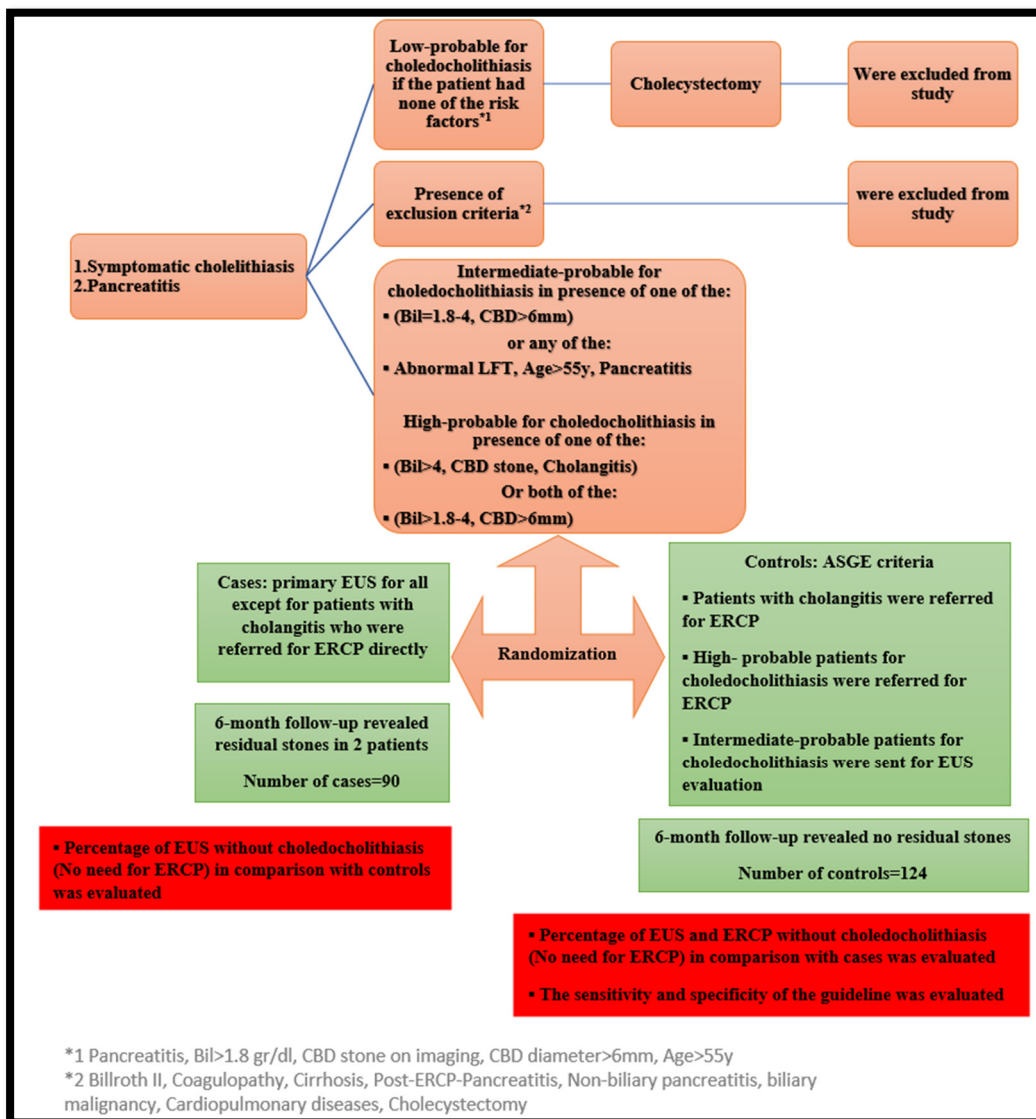 Low-probable for
choledocholithiasis
if the patient had
none of the risk
factors*1
Cholecystectomy
Were excluded from
study
Presence of
exclusion criteria*2
were excluded from
study
1.Symptomatic cholelithiasis
2.Pancreatitis
Intermediate-probable for
choledocholithiasis in presence of one of the:
▪ (Bil=1.8-4, CBD>6mm)
or any of the:
▪ Abnormal LFT, Age>55y, Pancreatitis
High-probable for choledocholithiasis in
presence of one of the:
▪ (Bil>4, CBD stone, Cholangitis)
Or both of the:
▪ (Bil>1.8-4, CBD>6mm)
Randomization
Cases: primary EUS for all
except for patients with
cholangitis who were
referred for ERCP directly
6-month follow-up revealed
residual stones in 2 patients
Number of cases=90
▪ Percentage of EUS without choledocholithiasis
(No need for ERCP) in comparison with controls
was evaluated
Controls: ASGE criteria
▪ Patients with cholangitis were referred
for ERCP
▪ High- probable patients for
choledocholithiasis were referred for
ERCP
▪ Intermediate-probable patients for
choledocholithiasis were sent for EUS
evaluation
6-month follow-up revealed no residual stones
Number of controls=124
▪ Percentage of EUS and ERCP without choledocholithiasis
(No need for ERCP) in comparison with cases was evaluated
▪ The sensitivity and specificity of the guideline was evaluated
*1 Pancreatitis, Bil>1.8 gr/dl, CBD stone on imaging, CBD diameter>6mm, Age>55y
*2 Billroth II, Coagulopathy, Cirrhosis, Post-ERCP-Pancreatitis, Non-biliary pancreatitis, biliary
malignancy, Cardiopulmonary diseases, Cholecystectomy